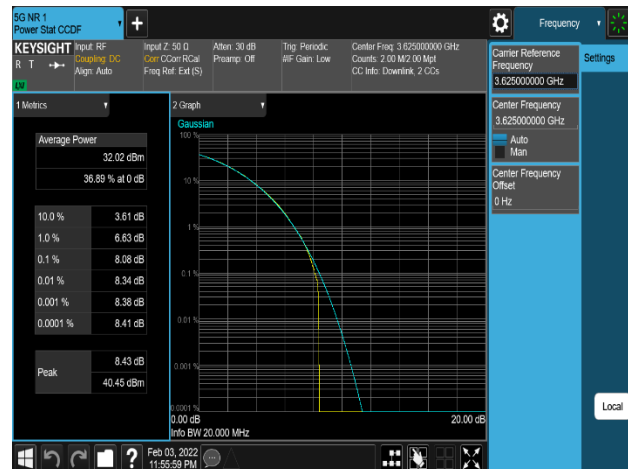 5G NR 1
Power Stat CCDF
Frequency
KEYSIGHT
R T
Input: RF
Coupling: DC
Align: Auto
Input Z: 50 Ω
Corr CCorr RCal
Freq Ref: Ext (S)
Atten: 30 dB
Preamp: Off
Trig: Periodic
#IF Gain: Low
Center Freq: 3.625000000 GHz
Counts: 2.00 M/2.00 Mpt
CC Info: Downlink, 2 CCs
1 Metrics
Average Power
32.02 dBm
36.89 % at 0 dB
10.0 % 3.61 dB
1.0 % 6.63 dB
0.1 % 8.08 dB
0.01 % 8.34 dB
0.001 % 8.38 dB
0.0001 % 8.41 dB
Peak
8.43 dB
40.45 dBm
2 Graph
Gaussian
100 %
10 %
1 %
0.1 %
0.01 %
0.001 %
0.0001 %
0.00 dB 20.00 dB
Info BW 20.000 MHz
Carrier Reference
Frequency
3.625000000 GHz
Center Frequency
3.625000000 GHz
Auto
Man
Center Frequency
Offset
0 Hz
Settings
Local
?
Feb 03, 2022
11:55:59 PM